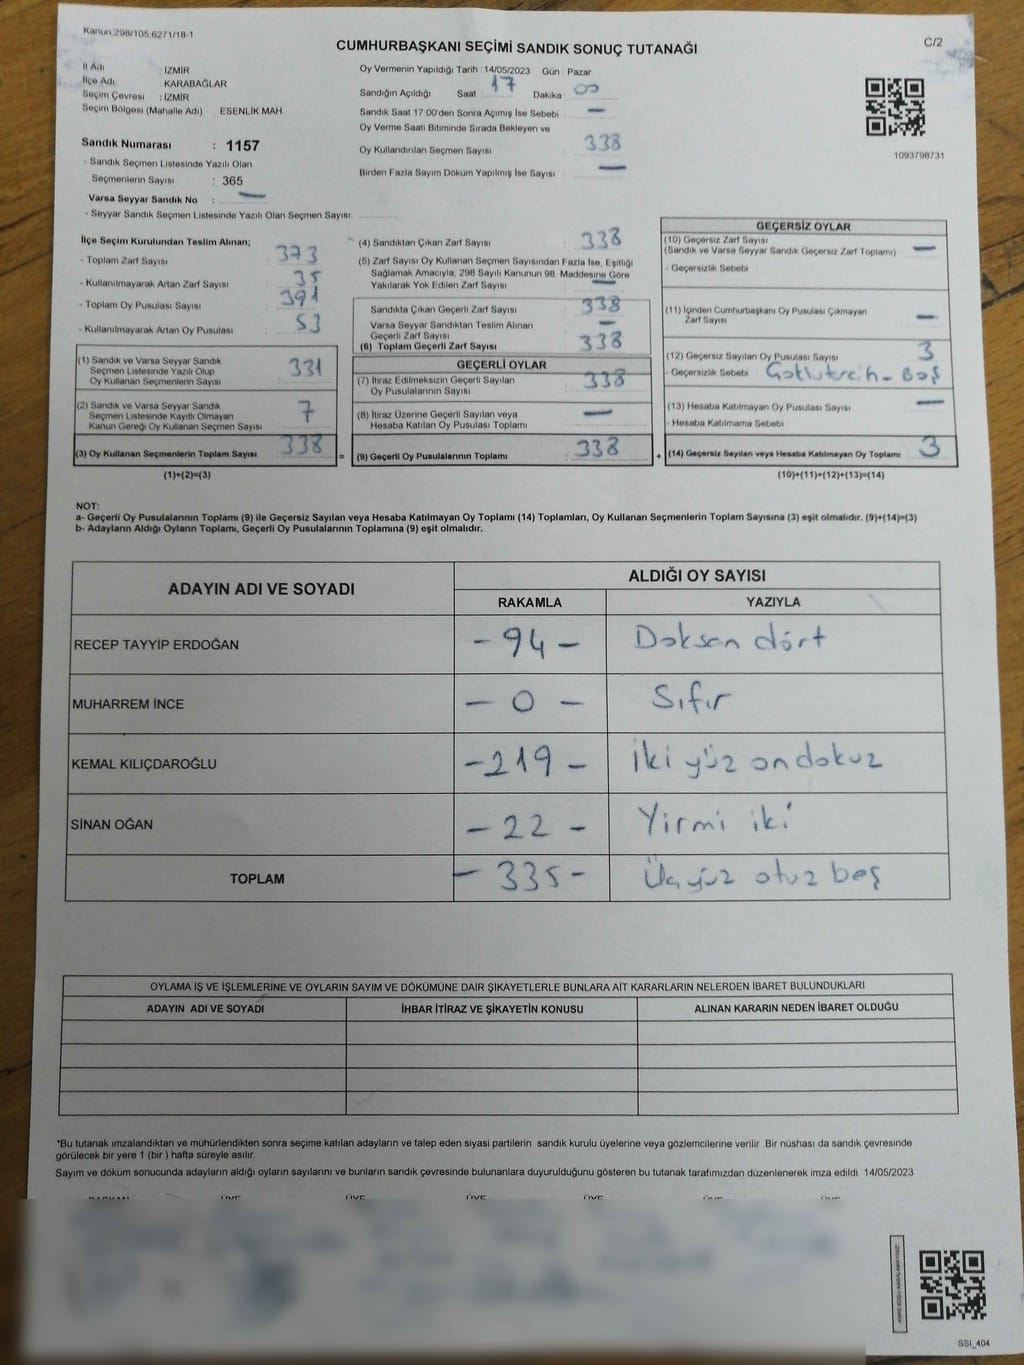 Kanun 298/105,6271/18-1
C/2
CUMHURBAŞKANI SEÇİMİ SANDIK SONUÇ TUTANAĞI
İl Adı : İZMİR
İlçe Adı : KARABAĞLAR
Seçim Çevresi : İZMİR
Seçim Bölgesi (Mahalle Adı) : ESENLİK MAH.
Sandık Numarası : 1157
- Sandık Seçmen Listesinde Yazılı Olan
Seçmenlerin Sayısı : 365
Varsa Seyyar Sandık No : —
- Seyyar Sandık Seçmen Listesinde Yazılı Olan Seçmen Sayısı:
Oy Vermenin Yapıldığı Tarih : 14/05/2023 Gün : Pazar
Sandığın Açıldığı Saat : 17 Dakika : 00
Sandık Saat 17:00'den Sonra Açımış İse Sebebi : —
Oy Verme Saati Bitiminde Sırada Bekleyen ve
Oy Kullandırılan Seçmen Sayısı : 338
Birden Fazla Sayım Döküm Yapılmış İse Sayısı : —
1093798731
İlçe Seçim Kurulundan Teslim Alınan;
- Toplam Zarf Sayısı : 373
- Kullanılmayarak Artan Zarf Sayısı : 35
- Toplam Oy Pusulası Sayısı : 391
- Kullanılmayarak Artan Oy Pusulası : 53
(1) Sandık ve Varsa Seyyar Sandık
Seçmen Listesinde Yazılı Olup
Oy Kullanan Seçmenlerin Sayısı : 331
(2) Sandık ve Varsa Seyyar Sandık
Seçmen Listesinde Kayıtlı Olmayan
Kanun Gereği Oy Kullanan Seçmen Sayısı : 7
(3) Oy Kullanan Seçmenlerin Toplam Sayısı : 338 =
(1)+(2)=(3)
(4) Sandıktan Çıkan Zarf Sayısı : 338
(5) Zarf Sayısı Oy Kullanan Seçmen Sayısından Fazla İse, Eşitliği
Sağlamak Amacıyla, 298 Sayılı Kanunun 98. Maddesine Göre
Yakılarak Yok Edilen Zarf Sayısı : —
Sandıkta Çıkan Geçerli Zarf Sayısı : 338
Varsa Seyyar Sandıktan Teslim Alınan
Geçerli Zarf Sayısı : —
(6) Toplam Geçerli Zarf Sayısı : 338
GEÇERLİ OYLAR
(7) İtiraz Edilmeksizin Geçerli Sayılan
Oy Pusulalarının Sayısı : 338
(8) İtiraz Üzerine Geçerli Sayılan veya
Hesaba Katılan Oy Pusulası Toplamı : —
(9) Geçerli Oy Pusulalarının Toplamı : 338 +
GEÇERSİZ OYLAR
(10) Geçersiz Zarf Sayısı
(Sandık ve Varsa Seyyar Sandık Geçersiz Zarf Toplamı) : —
- Geçersizlik Sebebi
(11) İçinden Cumhurbaşkanı Oy Pusulası Çıkmayan
Zarf Sayısı : —
(12) Geçersiz Sayılan Oy Pusulası Sayısı : 3
- Geçersizlik Sebebi : Çoklu tercih - Boş
(13) Hesaba Katılmayan Oy Pusulası Sayısı : —
- Hesaba Katılmama Sebebi
(14) Geçersiz Sayılan veya Hesaba Katılmayan Oy Toplamı : 3
(10)+(11)+(12)+(13)=(14)
NOT:
a- Geçerli Oy Pusulalarının Toplamı (9) ile Geçersiz Sayılan veya Hesaba Katılmayan Oy Toplamı (14) Toplamları, Oy Kullanan Seçmenlerin Toplam Sayısına (3) eşit olmalıdır. (9)+(14)=(3)
b- Adayların Aldığı Oyların Toplamı, Geçerli Oy Pusulalarının Toplamına (9) eşit olmalıdır.
ADAYIN ADI VE SOYADI
ALDIĞI OY SAYISI
RAKAMLA YAZIYLA
RECEP TAYYİP ERDOĞAN - 94 - Doksan dört
MUHARREM İNCE - 0 - Sıfır
KEMAL KILIÇDAROĞLU - 219 - İki yüz on dokuz
SİNAN OĞAN - 22 - Yirmi iki
TOPLAM - 335 - Üç yüz otuz beş
OYLAMA İŞ VE İŞLEMLERİNE VE OYLARIN SAYIM VE DÖKÜMÜNE DAİR ŞİKAYETLERLE BUNLARA AİT KARARLARIN NELERDEN İBARET BULUNDUKLARI
ADAYIN ADI VE SOYADI İHBAR İTİRAZ VE ŞİKAYETİN KONUSU ALINAN KARARIN NEDEN İBARET OLDUĞU
*Bu tutanak imzalandıktan ve mühürlendikten sonra seçime katılan adayların ve talep eden siyasi partilerin sandık kurulu üyelerine veya gözlemcilerine verilir. Bir nüshası da sandık çevresinde
görülecek bir yere 1 (bir ) hafta süreyle asılır.
Sayım ve döküm sonucunda adayların aldığı oyların sayılarını ve bunların sandık çevresinde bulunanlara duyurulduğunu gösteren bu tutanak tarafımızdan düzenlenerek imza edildi. 14/05/2023
BAŞKAN ÜYE ÜYE ÜYE ÜYE ÜYE ÜYE
SSI_404